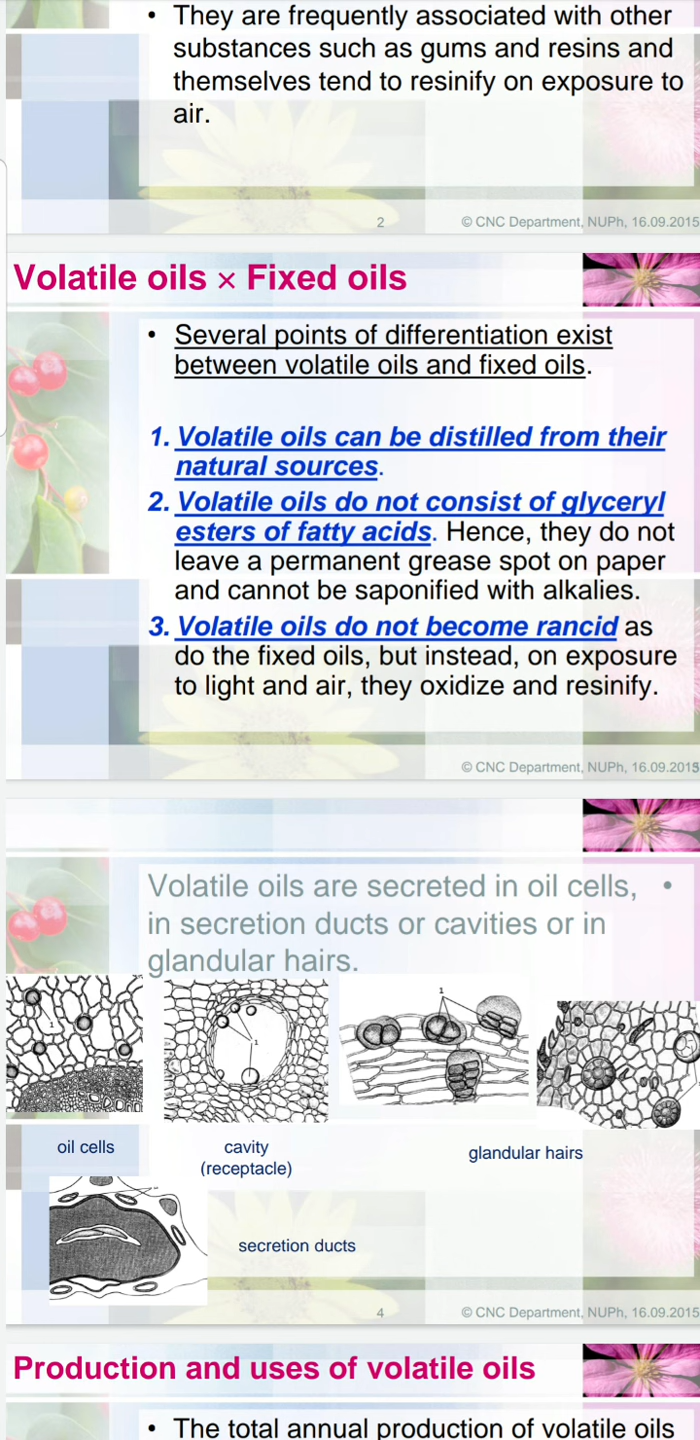 • They are frequently associated with other
substances such as gums and resins and
themselves tend to resinify on exposure to
air.
2
© CNC Department, NUPh, 16.09.2015
Volatile oils × Fixed oils
• Several points of differentiation exist
between volatile oils and fixed oils.
1. Volatile oils can be distilled from their
natural sources.
2. Volatile oils do not consist of glyceryl
esters of fatty acids. Hence, they do not
leave a permanent grease spot on paper
and cannot be saponified with alkalies.
3. Volatile oils do not become rancid as
do the fixed oils, but instead, on exposure
to light and air, they oxidize and resinify.
© CNC Department, NUPh, 16.09.2015
Volatile oils are secreted in oil cells, •
in secretion ducts or cavities or in
glandular hairs.
1
1
1
oil cells
cavity
(receptacle)
glandular hairs
secretion ducts
4
© CNC Department, NUPh, 16.09.2015
Production and uses of volatile oils
• The total annual production of volatile oils